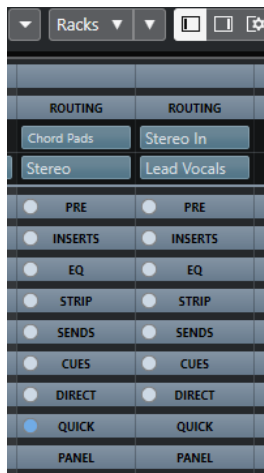 Racks
ROUTING ROUTING
Chord Pads Stereo In
Stereo Lead Vocals
PRE PRE
INSERTS INSERTS
EQ EQ
STRIP STRIP
SENDS SENDS
CUES CUES
DIRECT DIRECT
QUICK QUICK
PANEL PANEL